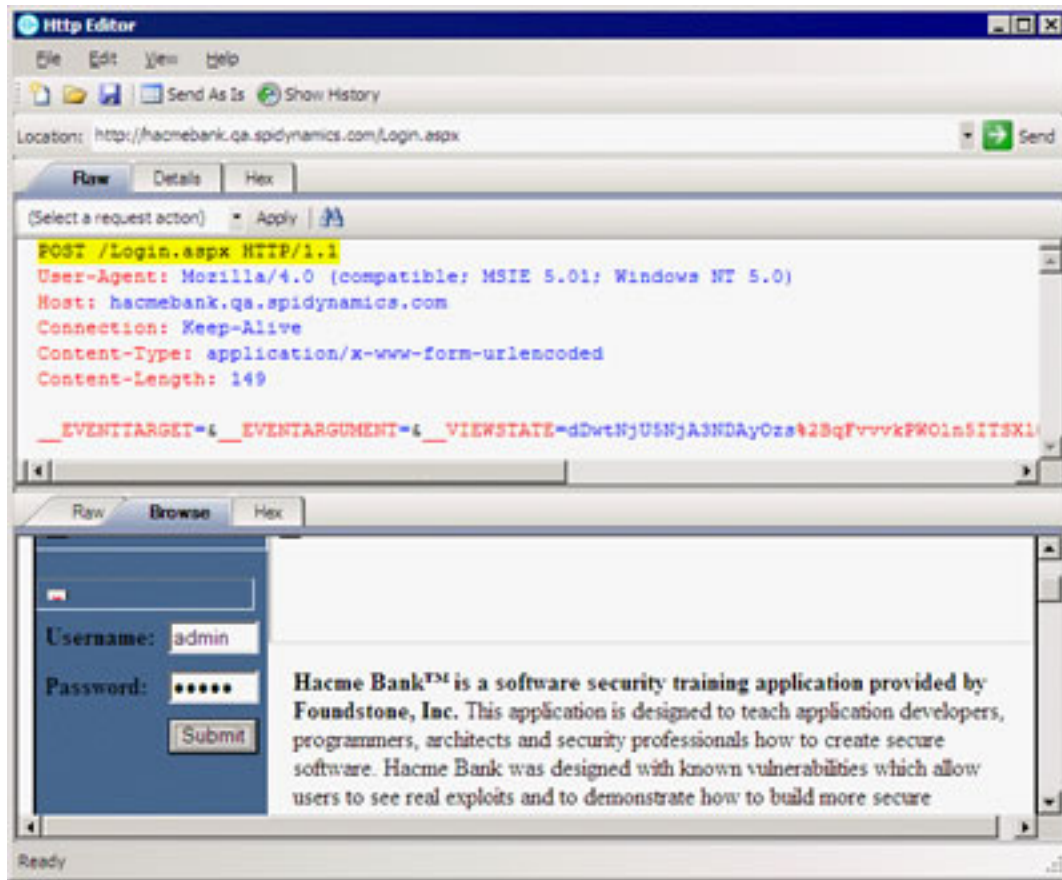 Http Editor
File Edit View Help
Send As Is Show History
Location: http://hacmebank.qa.spidynamics.com/Login.aspx Send
Raw Details Hex
(Select a request action) Apply
POST /Login.aspx HTTP/1.1
User-Agent: Mozilla/4.0 (compatible; MSIE 5.01; Windows NT 5.0)
Host: hacmebank.qa.spidynamics.com
Connection: Keep-Alive
Content-Type: application/x-www-form-urlencoded
Content-Length: 149
__EVENTTARGET=&__EVENTARGUMENT=&__VIEWSTATE=
Raw Browse Hex
Username: admin
Password: •••••
Submit
Hacme Bank™ is a software security training application provided by
Foundstone, Inc. This application is designed to teach application developers,
programmers, architects and security professionals how to create secure
software. Hacme Bank was designed with known vulnerabilities which allow
users to see real exploits and to demonstrate how to build more secure
Ready